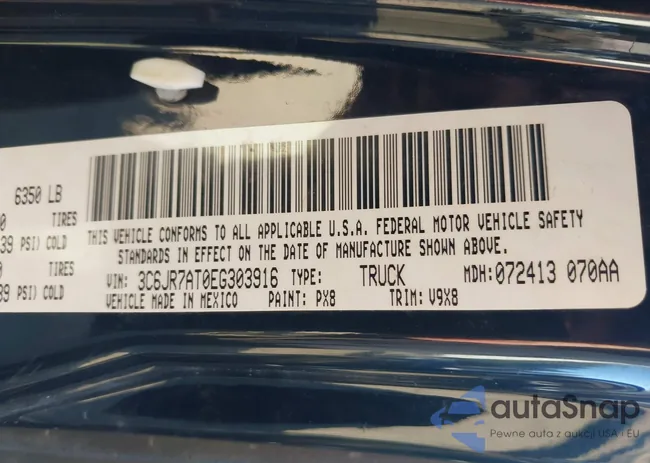 6350 LB
0 TIRES
39 PSI) COLD
0 TIRES
39 PSI) COLD
THIS VEHICLE CONFORMS TO ALL APPLICABLE U.S.A. FEDERAL MOTOR VEHICLE SAFETY
STANDARDS IN EFFECT ON THE DATE OF MANUFACTURE SHOWN ABOVE.
VIN: 3C6JR7AT0EG303916 TYPE: TRUCK MDH: 072413 070AA
VEHICLE MADE IN MEXICO PAINT: PX8 TRIM: V9X8
autaSnap
Pewne auta z aukcji USA i EU